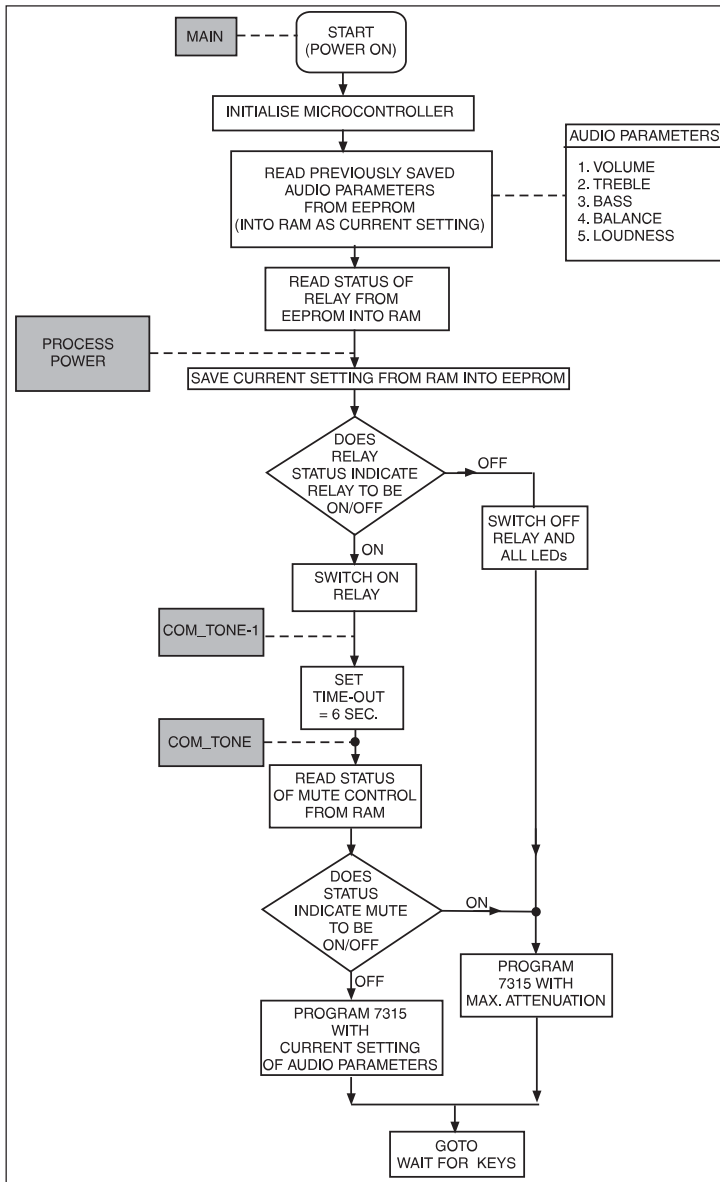 MAIN
START
(POWER ON)
INITIALISE MICROCONTROLLER
READ PREVIOUSLY SAVED
AUDIO PARAMETERS
FROM EEPROM
(INTO RAM AS CURRENT SETTING)
AUDIO PARAMETERS
1. VOLUME
2. TREBLE
3. BASS
4. BALANCE
5. LOUDNESS
READ STATUS OF
RELAY FROM
EEPROM INTO RAM
PROCESS
POWER
SAVE CURRENT SETTING FROM RAM INTO EEPROM
DOES
RELAY
STATUS INDICATE
RELAY TO BE
ON/OFF
OFF
SWITCH OFF
RELAY AND
ALL LEDs
ON
SWITCH ON
RELAY
COM_TONE-1
SET
TIME-OUT
= 6 SEC.
COM_TONE
READ STATUS
OF MUTE CONTROL
FROM RAM
DOES
STATUS
INDICATE MUTE
TO BE
ON/OFF
ON
PROGRAM
7315 WITH
MAX. ATTENUATION
OFF
PROGRAM 7315
WITH
CURRENT SETTING
OF AUDIO PARAMETERS
GOTO
WAIT FOR KEYS